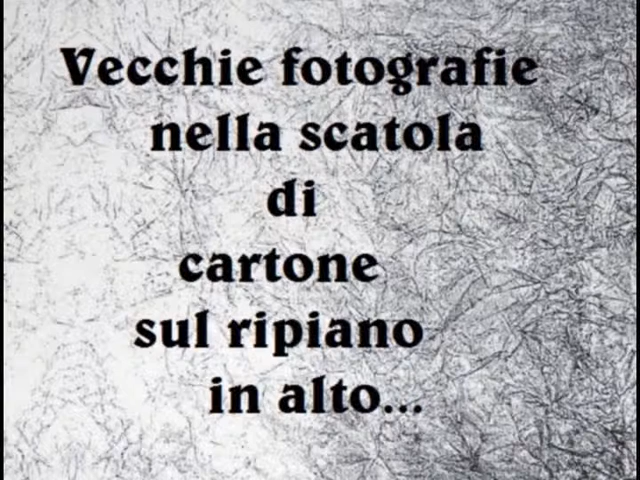 Vecchie fotografie
nella scatola
di
cartone
sul ripiano
in alto...